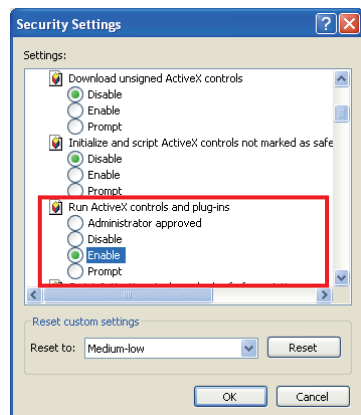 Security Settings
Settings:
Download unsigned ActiveX controls
Disable
Enable
Prompt
Initialize and script ActiveX controls not marked as safe
Disable
Enable
Prompt
Run ActiveX controls and plug-ins
Administrator approved
Disable
Enable
Prompt
Reset custom settings
Reset to: Medium-low Reset
OK Cancel